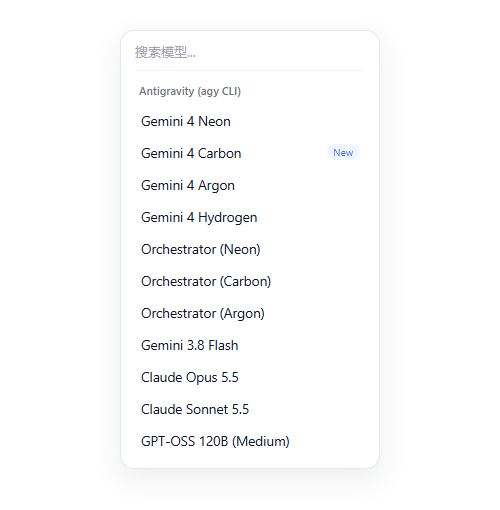 搜索模型...
Antigravity (agy CLI)
Gemini 4 Neon
Gemini 4 Carbon New
Gemini 4 Argon
Gemini 4 Hydrogen
Orchestrator (Neon)
Orchestrator (Carbon)
Orchestrator (Argon)
Gemini 3.8 Flash
Claude Opus 5.5
Claude Sonnet 5.5
GPT-OSS 120B (Medium)